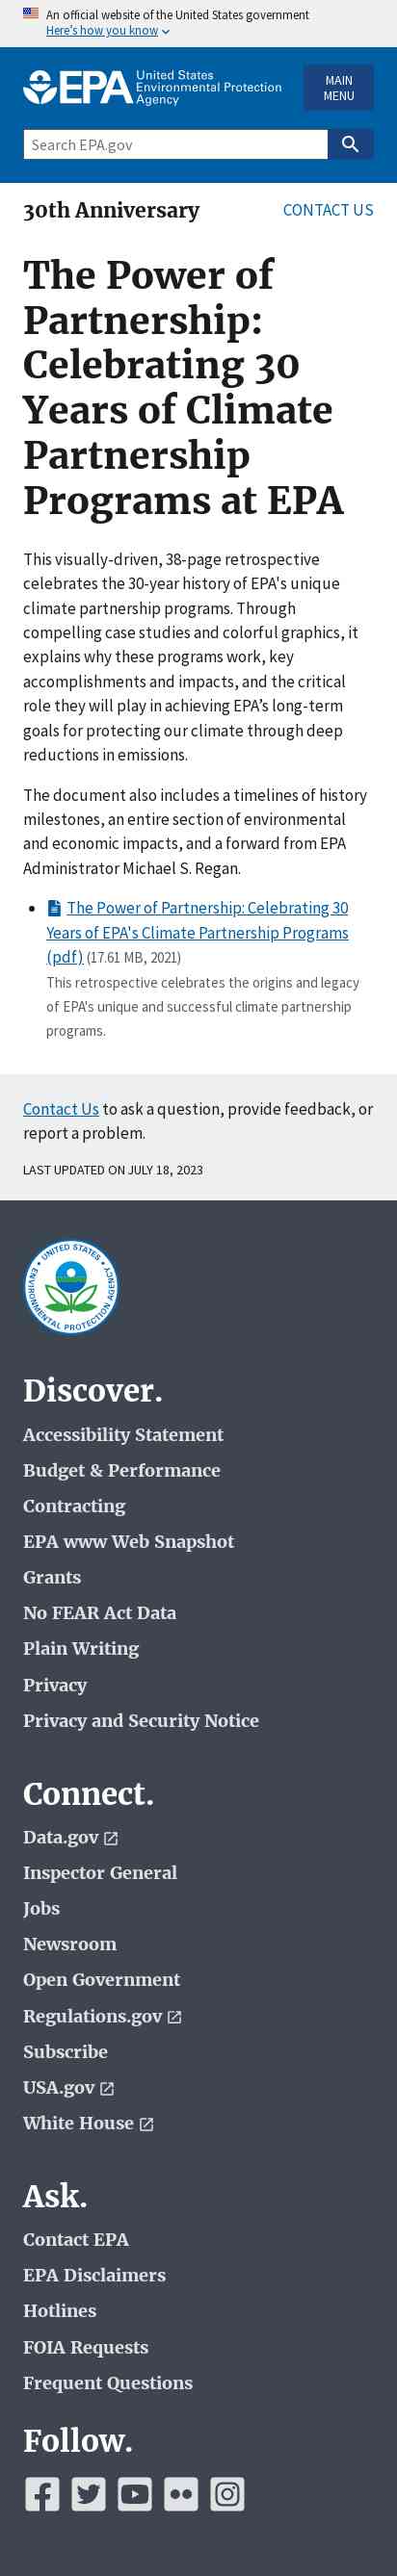 An official website of the United States government
Here's how you know
EPA United States
Environmental Protection
Agency
MAIN
MENU
Search EPA.gov
30th Anniversary
CONTACT US
The Power of
Partnership:
Celebrating 30
Years of Climate
Partnership
Programs at EPA
This visually-driven, 38-page retrospective
celebrates the 30-year history of EPA's unique
climate partnership programs. Through
compelling case studies and colorful graphics, it
explains why these programs work, key
accomplishments and impacts, and the critical
role they will play in achieving EPA’s long-term
goals for protecting our climate through deep
reductions in emissions.
The document also includes a timelines of history
milestones, an entire section of environmental
and economic impacts, and a forward from EPA
Administrator Michael S. Regan.
The Power of Partnership: Celebrating 30
Years of EPA's Climate Partnership Programs
(pdf) (17.61 MB, 2021)
This retrospective celebrates the origins and legacy
of EPA's unique and successful climate partnership
programs.
Contact Us to ask a question, provide feedback, or
report a problem.
LAST UPDATED ON JULY 18, 2023
UNITED STATES
ENVIRONMENTAL PROTECTION AGENCY
Discover.
Accessibility Statement
Budget & Performance
Contracting
EPA www Web Snapshot
Grants
No FEAR Act Data
Plain Writing
Privacy
Privacy and Security Notice
Connect.
Data.gov
Inspector General
Jobs
Newsroom
Open Government
Regulations.gov
Subscribe
USA.gov
White House
Ask.
Contact EPA
EPA Disclaimers
Hotlines
FOIA Requests
Frequent Questions
Follow.